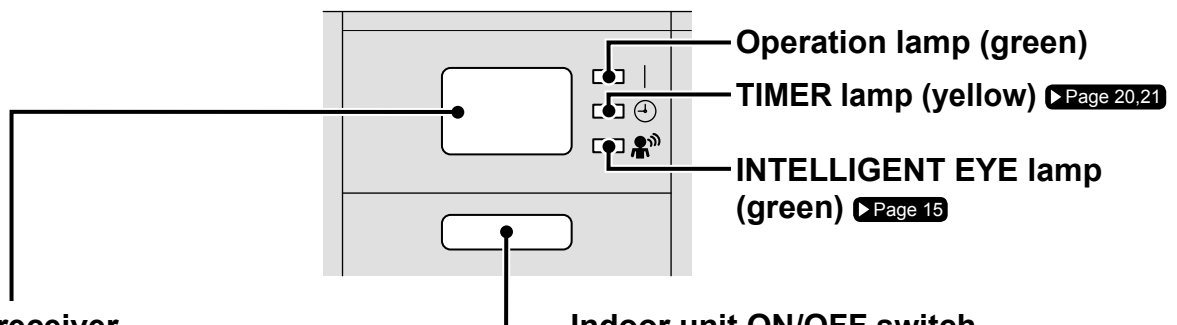 Operation lamp (green)
TIMER lamp (yellow) ▶Page 20,21
INTELLIGENT EYE lamp
(green) ▶Page 15
receiver
Indoor unit ON/OFF switch